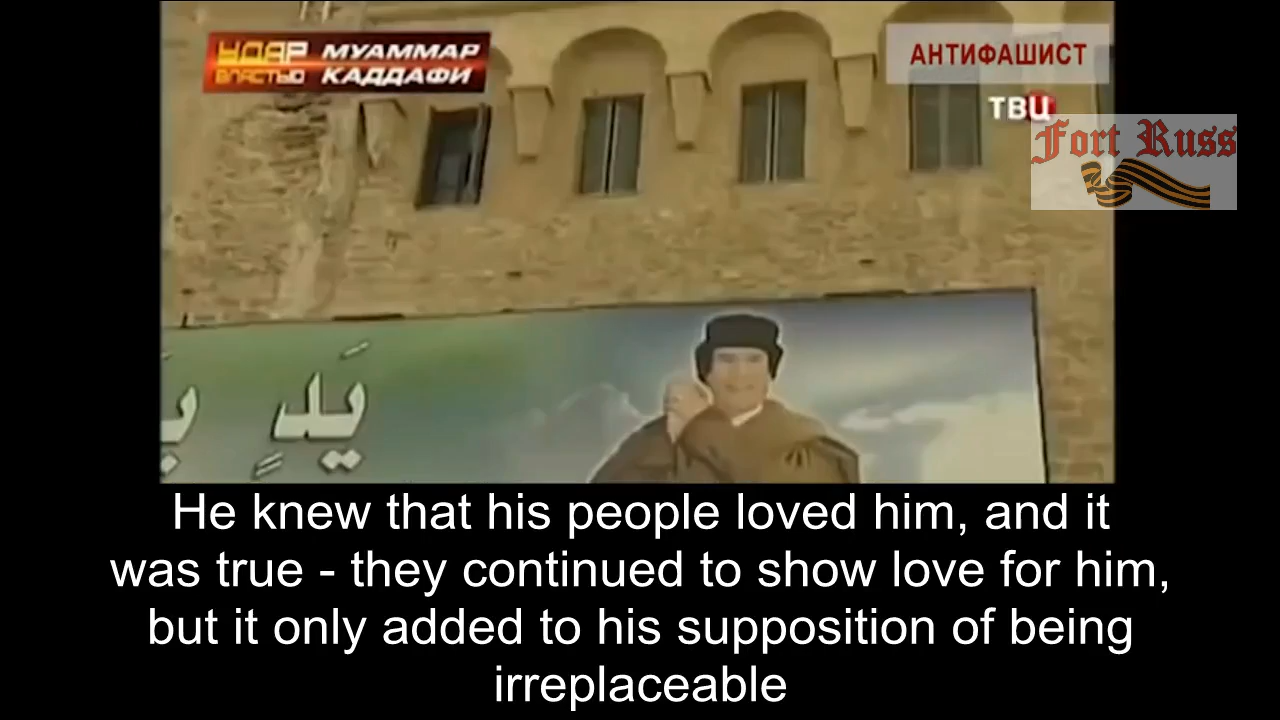 УДАР
ВЛАСТЬЮ
МУАММАР
КАДДАФИ
АНТИФАШИСТ
ТВЦ
Fort Russ
He knew that his people loved him, and it
was true - they continued to show love for him,
but it only added to his supposition of being
irreplaceable